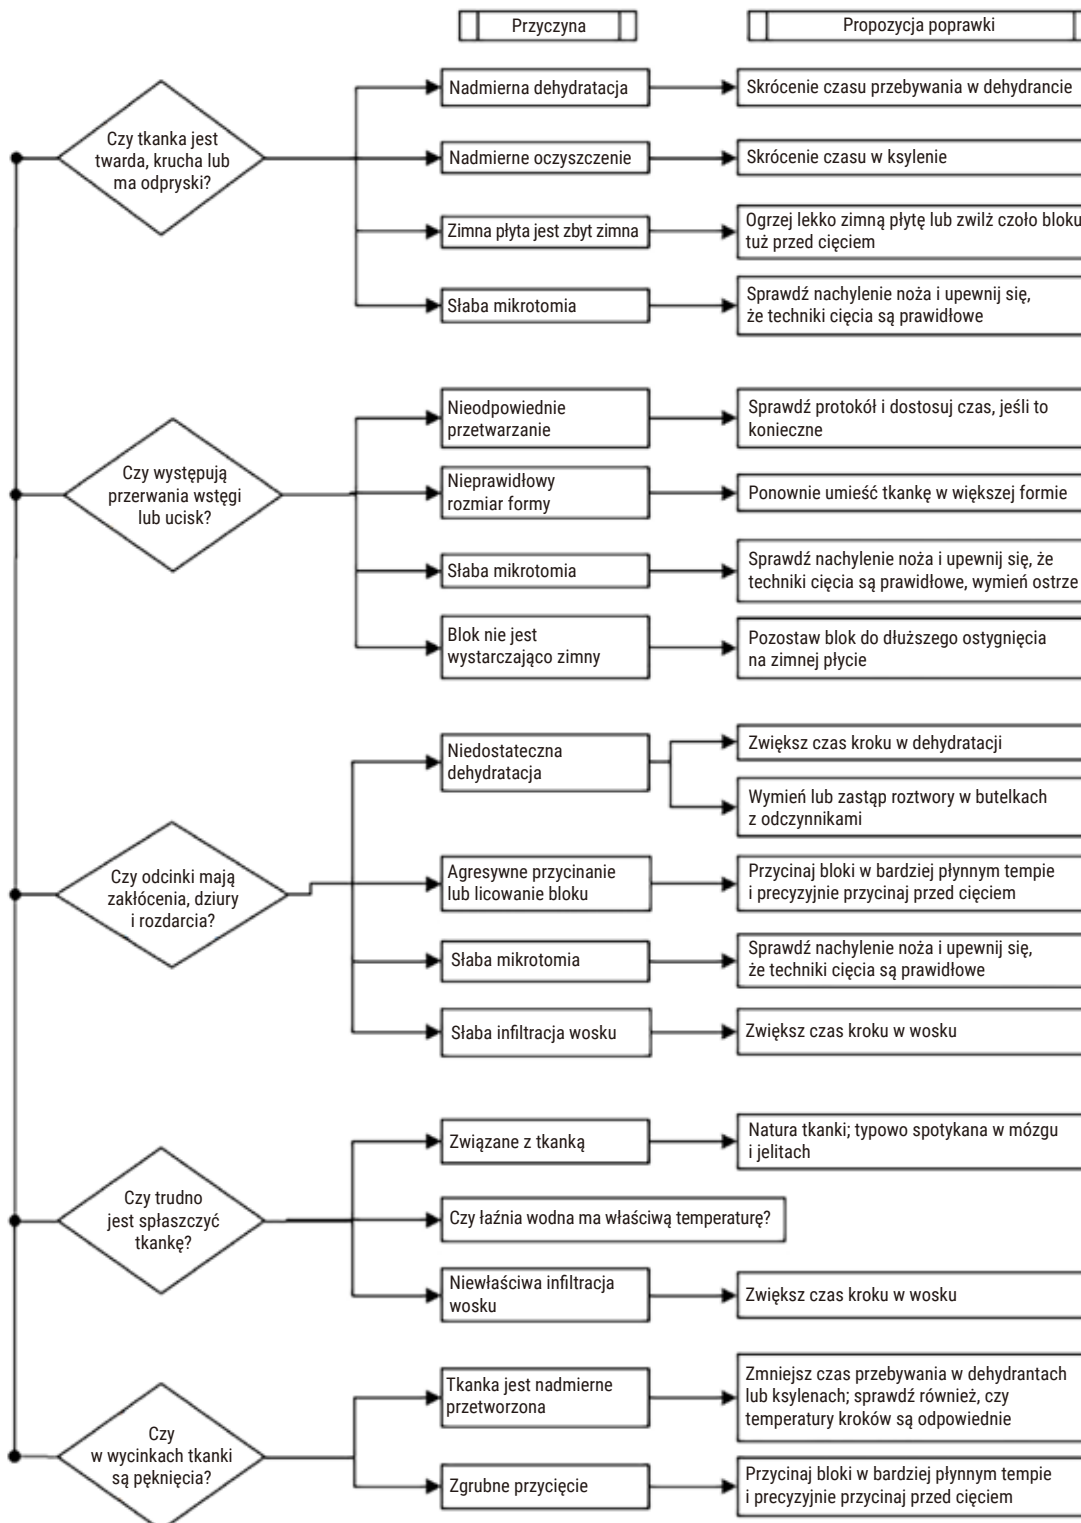 Przyczyna
Propozycja poprawki
Czy tkanka jest
twarda, krucha lub
ma odpryski?
Nadmierna dehydratacja
Skrócenie czasu przebywania w dehydrancie
Nadmierne oczyszczenie
Skrócenie czasu w ksylenie
Zimna płyta jest zbyt zimna
Ogrzej lekko zimną płytę lub zwilż czoło bloku
tuż przed cięciem
Słaba mikrotomia
Sprawdź nachylenie noża i upewnij się,
że techniki cięcia są prawidłowe
Czy występują
przerwania wstęgi
lub ucisk?
Nieodpowiednie
przetwarzanie
Sprawdź protokół i dostosuj czas, jeśli to
konieczne
Nieprawidłowy
rozmiar formy
Ponownie umieść tkankę w większej formie
Słaba mikrotomia
Sprawdź nachylenie noża i upewnij się, że
techniki cięcia są prawidłowe, wymień ostrze
Blok nie jest
wystarczająco zimny
Pozostaw blok do dłuższego ostygnięcia
na zimnej płycie
Czy odcinki mają
zakłócenia, dziury
i rozdarcia?
Niedostateczna
dehydratacja
Zwiększ czas kroku w dehydratacji
Wymień lub zastąp roztwory w butelkach
z odczynnikami
Agresywne przycinanie
lub licowanie bloku
Przycinaj bloki w bardziej płynnym tempie
i precyzyjnie przycinaj przed cięciem
Słaba mikrotomia
Sprawdź nachylenie noża i upewnij się,
że techniki cięcia są prawidłowe
Słaba infiltracja wosku
Zwiększ czas kroku w wosku
Czy trudno
jest spłaszczyć
tkankę?
Związane z tkanką
Natura tkanki; typowo spotykana w mózgu
i jelitach
Czy łaźnia wodna ma właściwą temperaturę?
Niewłaściwa infiltracja
wosku
Zwiększ czas kroku w wosku
Czy
w wycinkach tkanki
są pęknięcia?
Tkanka jest nadmierne
przetworzona
Zmniejsz czas przebywania w dehydrantach
lub ksylenach; sprawdź również, czy
temperatury kroków są odpowiednie
Zgrubne przycięcie
Przycinaj bloki w bardziej płynnym tempie
i precyzyjnie przycinaj przed cięciem